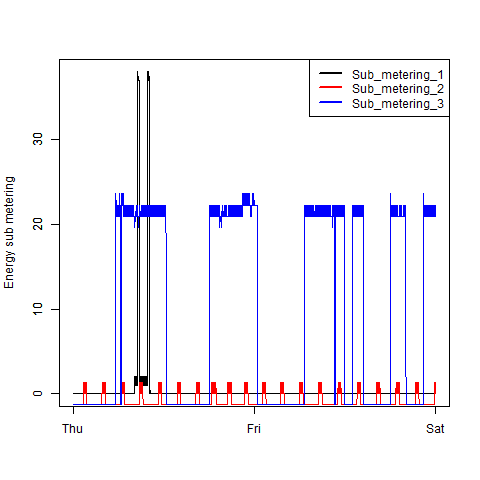 Sub_metering_1
Sub_metering_2
Sub_metering_3
Energy sub metering
30
20
10
0
Thu Fri Sat